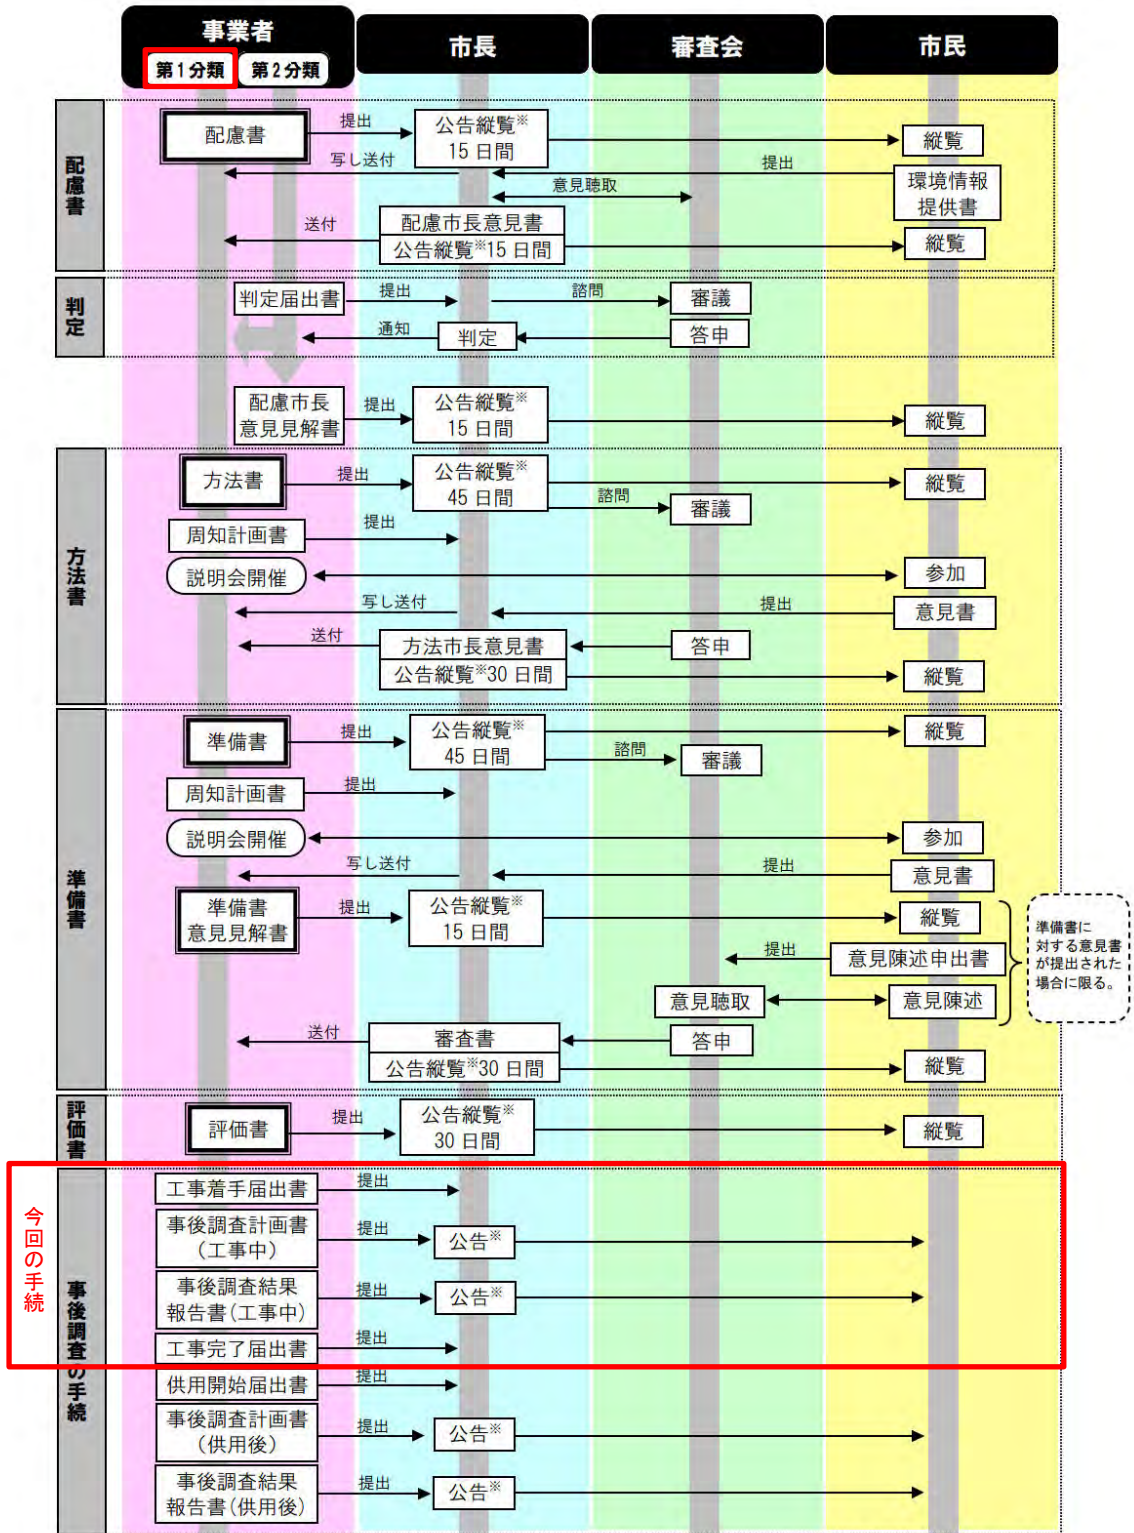 事業者
第1分類
第2分類
市長
審査会
市民
配慮書
配慮書
提出
公告縦覧※
15日間
縦覧
写し送付
提出
環境情報
提供書
意見聴取
送付
配慮市長意見書
公告縦覧※15日間
縦覧
判定
判定届出書
提出
諮問
審議
通知
判定
答申
配慮市長
意見見解書
提出
公告縦覧※
15日間
縦覧
方法書
方法書
提出
公告縦覧※
45日間
縦覧
諮問
審議
周知計画書
提出
説明会開催
参加
写し送付
提出
意見書
送付
方法市長意見書
公告縦覧※30日間
答申
縦覧
準備書
準備書
提出
公告縦覧※
45日間
縦覧
諮問
審議
周知計画書
提出
説明会開催
参加
写し送付
提出
意見書
準備書
意見見解書
提出
公告縦覧※
15日間
縦覧
提出
意見陳述申出書
意見聴取
意見陳述
準備書に
対する意見書
が提出された
場合に限る。
送付
審査書
公告縦覧※30日間
答申
縦覧
評価書
評価書
提出
公告縦覧※
30日間
縦覧
今回の手続
事後調査の手続
工事着手届出書
提出
事後調査計画書
（工事中）
提出
公告※
事後調査結果
報告書（工事中）
提出
公告※
工事完了届出書
提出
供用開始届出書
提出
事後調査計画書
（供用後）
提出
公告※
事後調査結果
報告書（供用後）
提出
公告※